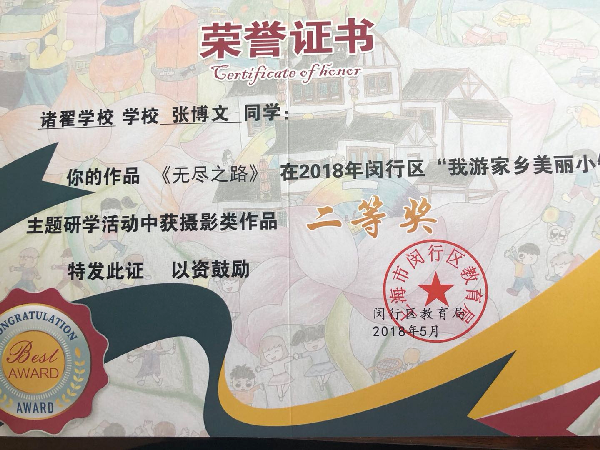 荣誉证书
Certificate of honor
诸翟学校 学校 张博文 同学：
你的作品 《无尽之路》 在2018年闵行区“我游家乡美丽小
主题研学活动中获摄影类作品 二等奖
特发此证 以资鼓励
上海市闵行区教育局
闵行区教育局
2018年5月
CONGRATULATION
Best
AWARD
AWARD